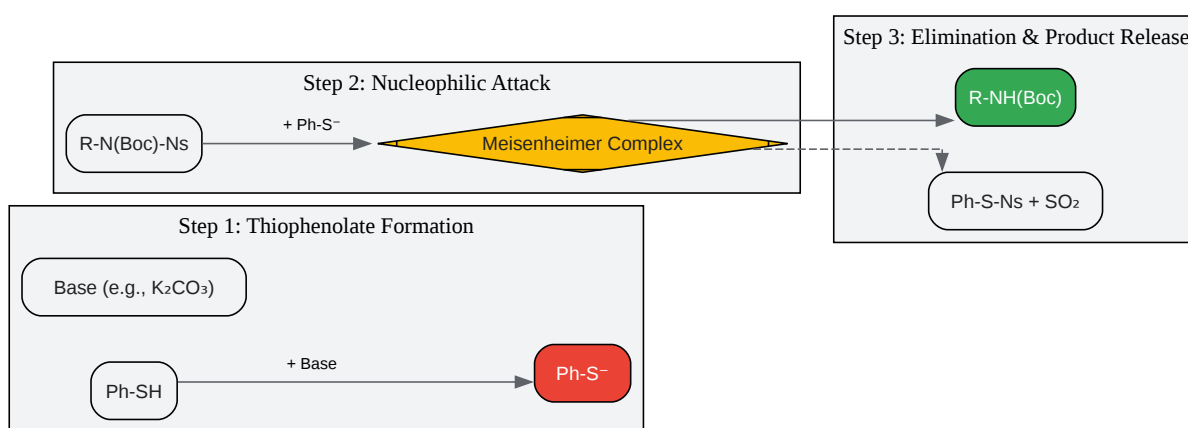 Step 3: Elimination & Product Release
R-NH(Boc)
Ph-S-Ns + SO₂
Step 2: Nucleophilic Attack
R-N(Boc)-Ns
+ Ph-S⁻
Meisenheimer Complex
Step 1: Thiophenolate Formation
Base (e.g., K₂CO₃)
Ph-SH
+ Base
Ph-S⁻